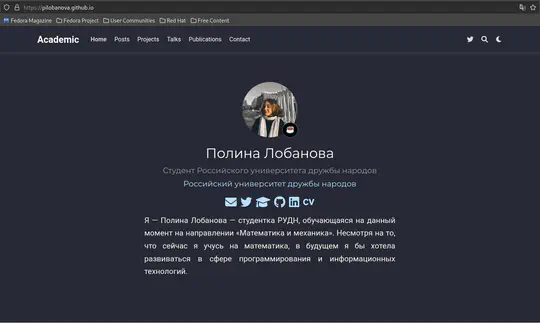 https://pilobanova.github.io
Fedora Magazine Fedora Project User Communities Red Hat Free Content
Academic Home Posts Projects Talks Publications Contact
Полина Лобанова
Студент Российского университета дружбы народов
Российский университет дружбы народов
CV
Я — Полина Лобанова — студентка РУДН, обучающаяся на данный
момент на направлении «Математика и механика». Несмотря на то,
что сейчас я учусь на математика, в будущем я бы хотела
развиваться в сфере программирования и информационных
технологий.